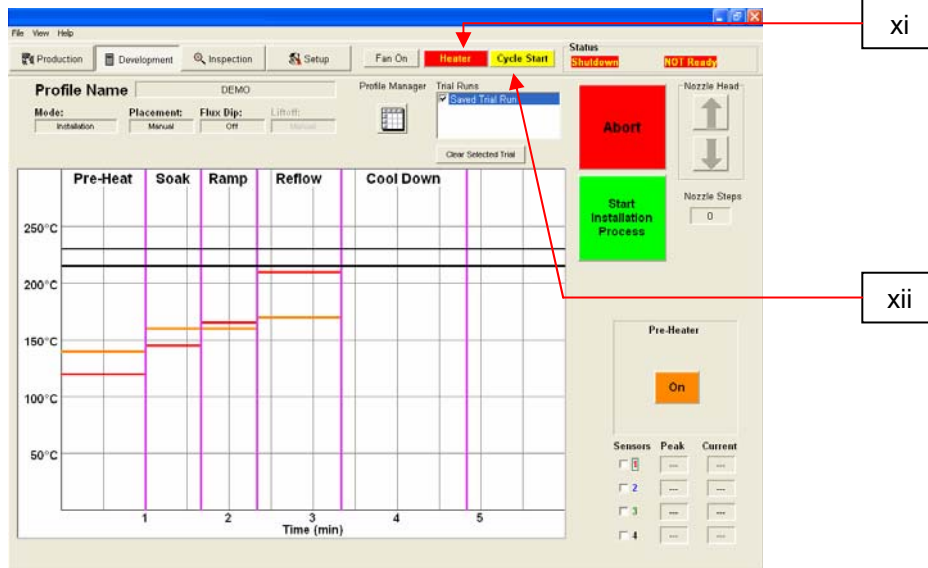 xi
File View Help
Production Development Inspection Setup Fan On Heater Cycle Start Status
Shutdown NOT Ready
Profile Name DEMO Profile Manager Trial Runs Nozzle Head
Saved Trial Run
Mode: Placement: Flux Dip: Liftoff:
Installation Manual Off Manual
Abort
Clear Selected Trial
Pre-Heat Soak Ramp Reflow Cool Down
Start Installation Process
Nozzle Steps
0
250°C
200°C
xii
150°C
Pre-Heater
On
100°C
50°C
Sensors Peak Current
1 --- ---
2 --- ---
3 --- ---
4 --- ---
1 2 3 4 5
Time (min)